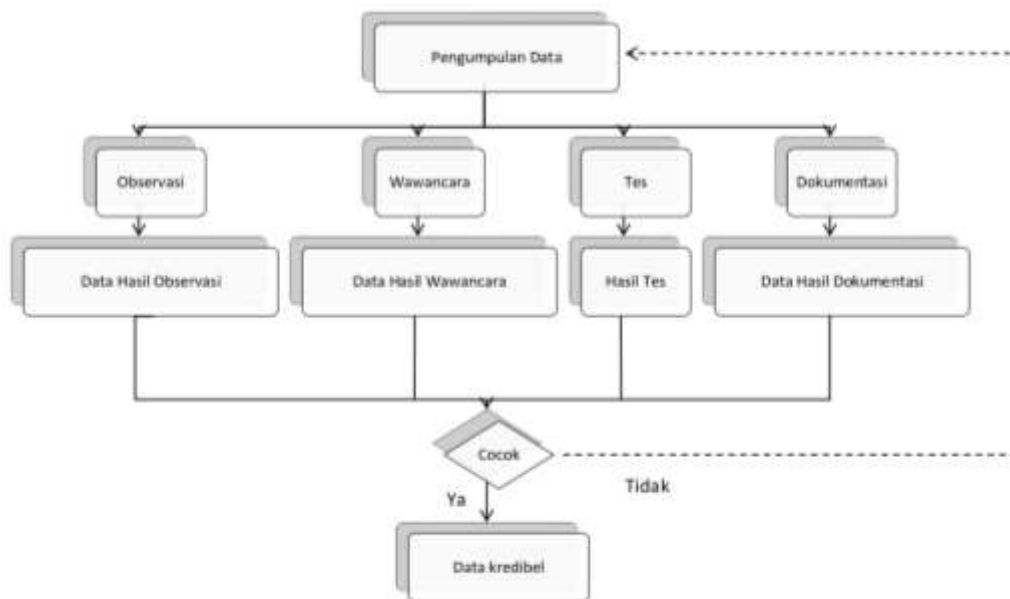 Pengumpulan Data
Observasi
Wawancara
Tes
Dokumentasi
Data Hasil Observasi
Data Hasil Wawancara
Hasil Tes
Data Hasil Dokumentasi
Cocok
Tidak
Ya
Data kredibel